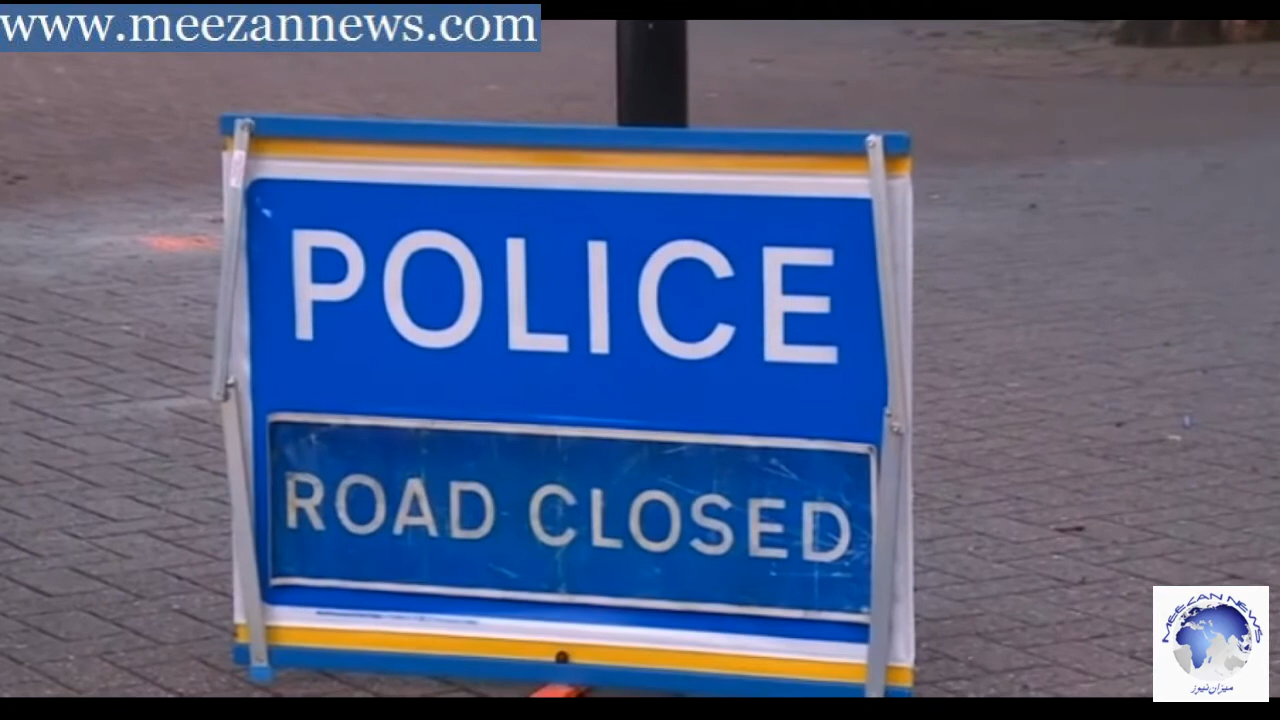 www.meezannews.com
POLICE
ROAD CLOSED
MEEZAN NEWS
میزان نیوز